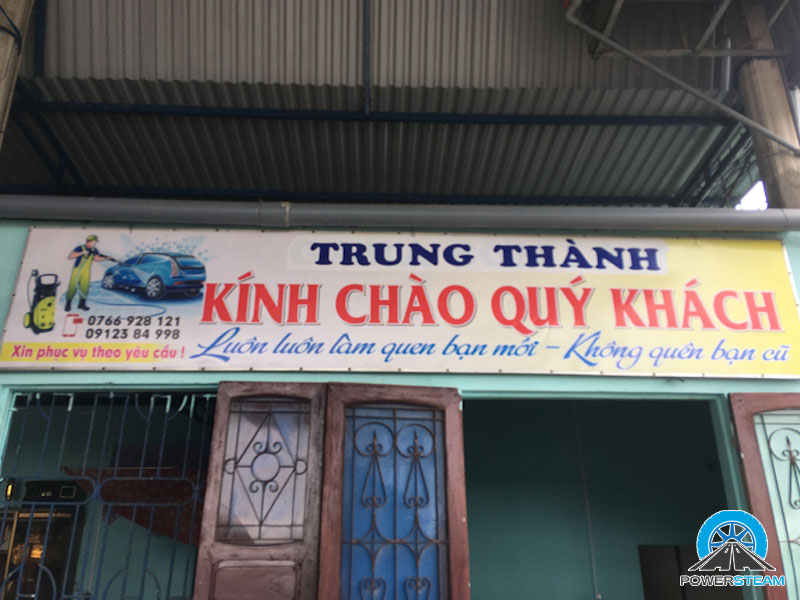 TRUNG THÀNH
KÍNH CHÀO QUÝ KHÁCH
0766 928 121
09123 84 998
Xin phục vụ theo yêu cầu !
Luôn luôn làm quen bạn mới - Không quên bạn cũ
POWERSTEAM